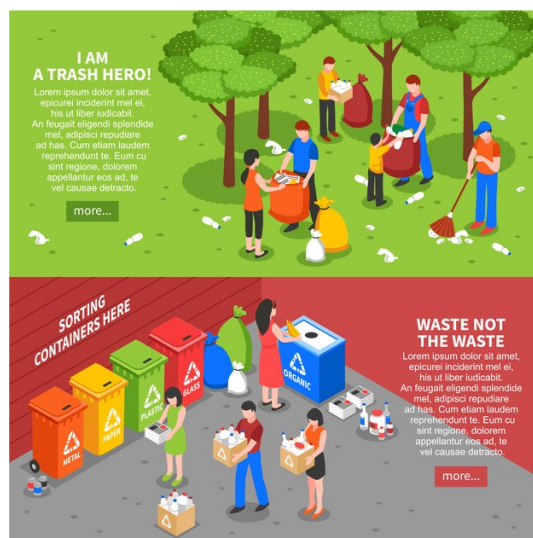 I AM
A TRASH HERO!
Lorem ipsum dolor sit amet,
epicurei inciderint mel ei,
his ut liber iudicabit.
An feugait eligendi splendide
mel, adipisci repudiare
ad has. Cum etiam laudem
reprehendunt te. Eum cu
sint regione, dolorem
appellantur eos ad, te
vel causae detracto.
more...
SORTING
CONTAINERS HERE
METAL
PAPER
PLASTIC
GLASS
ORGANIC
WASTE NOT
THE WASTE
Lorem ipsum dolor sit amet,
epicurei inciderint mel ei,
his ut liber iudicabit.
An feugait eligendi splendide
mel, adipisci repudiare
ad has. Cum etiam laudem
reprehendunt te. Eum cu
sint regione, dolorem
appellantur eos ad, te
vel causae detracto.
more...